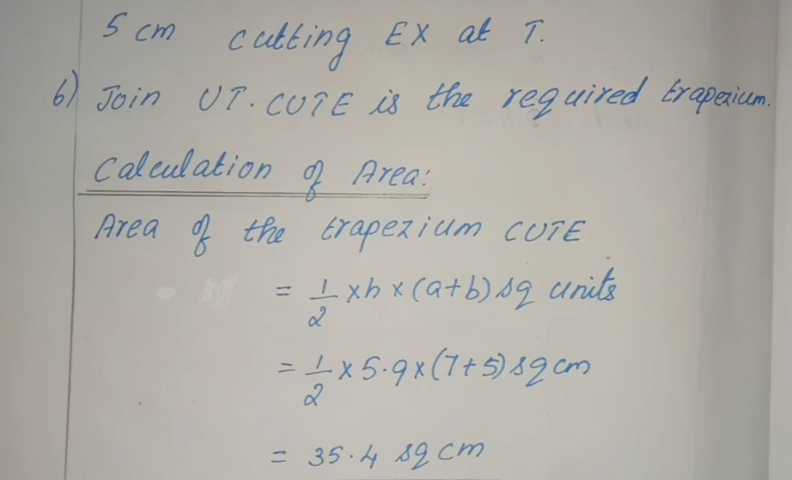 5 cm cutting EX at T.
6) Join UT. CUTE is the required trapezium.
Calculation of Area:
Area of the trapezium CUTE
= 1/2 × h × (a+b) sq units
= 1/2 × 5.9 × (7+5) sq cm
= 35.4 sq cm